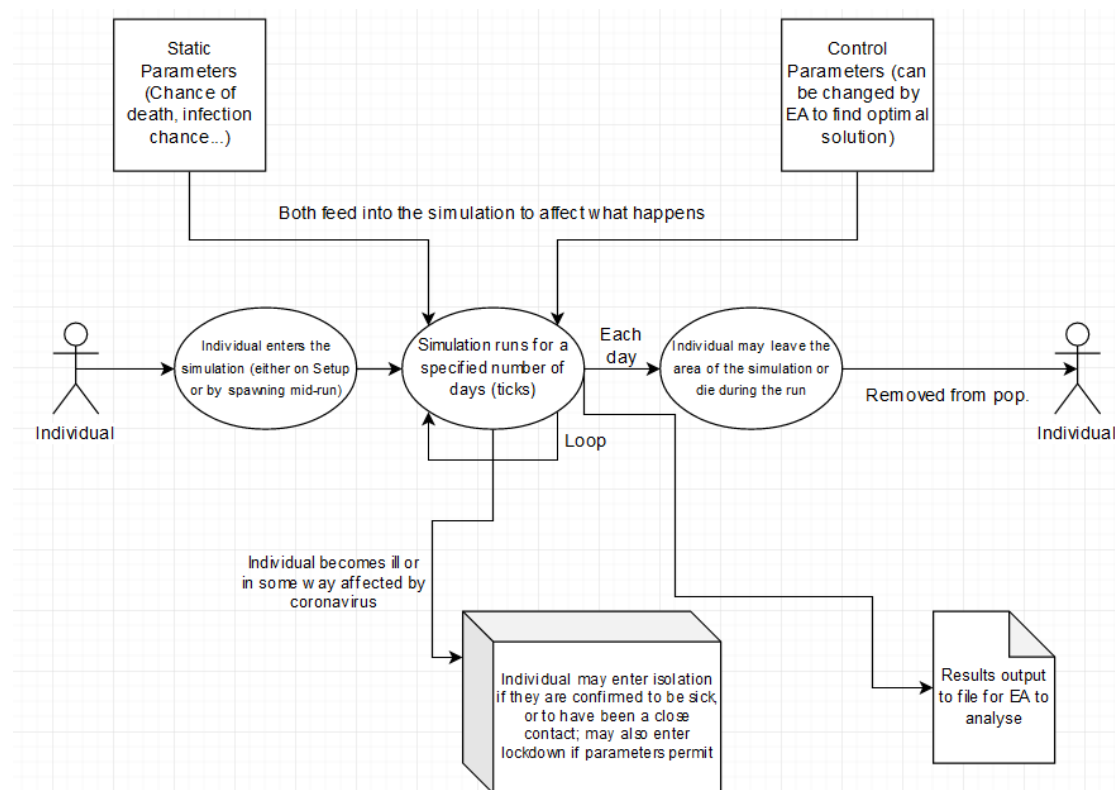 Static
Parameters
(Chance of
death, infection
chance...)
Control
Parameters (can
be changed by
EA to find optimal
solution)
Both feed into the simulation to affect what happens
Individual
Individual enters the
simulation (either on Setup
or by spawning mid-run)
Simulation runs for a
specified number of
days (ticks)
Each
day
Individual may leave the
area of the simulation or
die during the run
Removed from pop.
Individual
Loop
Individual becomes ill or
in some way affected by
coronavirus
Individual may enter isolation
if they are confirmed to be sick,
or to have been a close
contact; may also enter
lockdown if parameters permit
Results output
to file for EA to
analyse